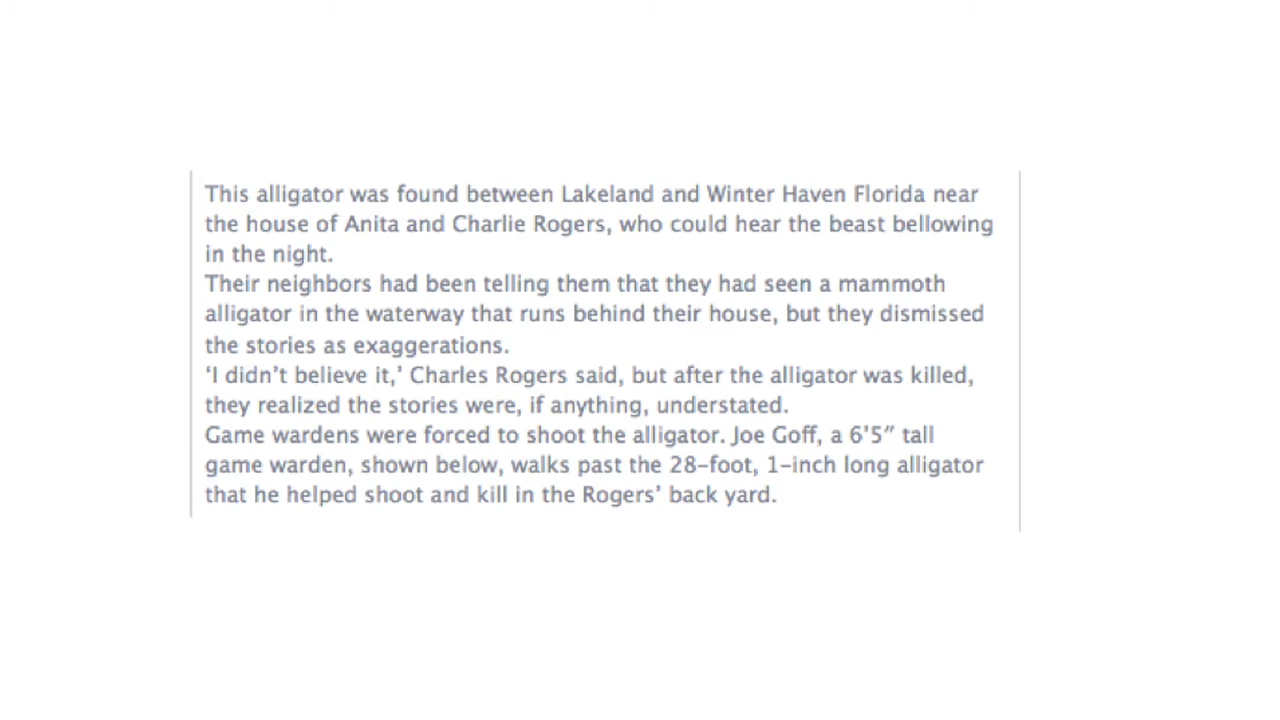 This alligator was found between Lakeland and Winter Haven Florida near
the house of Anita and Charlie Rogers, who could hear the beast bellowing
in the night.
Their neighbors had been telling them that they had seen a mammoth
alligator in the waterway that runs behind their house, but they dismissed
the stories as exaggerations.
‘I didn’t believe it,’ Charles Rogers said, but after the alligator was killed,
they realized the stories were, if anything, understated.
Game wardens were forced to shoot the alligator. Joe Goff, a 6’5″ tall
game warden, shown below, walks past the 28-foot, 1-inch long alligator
that he helped shoot and kill in the Rogers’ back yard.